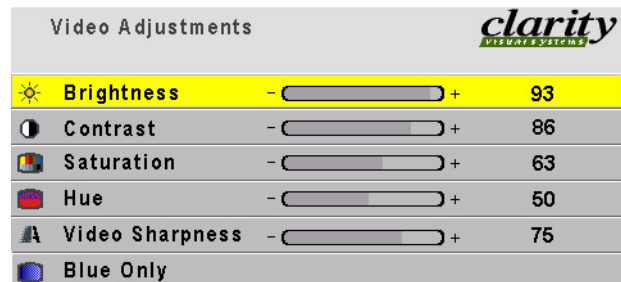 Video Adjustments
clarity
VISUAL SYSTEMS
Brightness - + 93
Contrast - + 86
Saturation - + 63
Hue - + 50
Video Sharpness - + 75
Blue Only